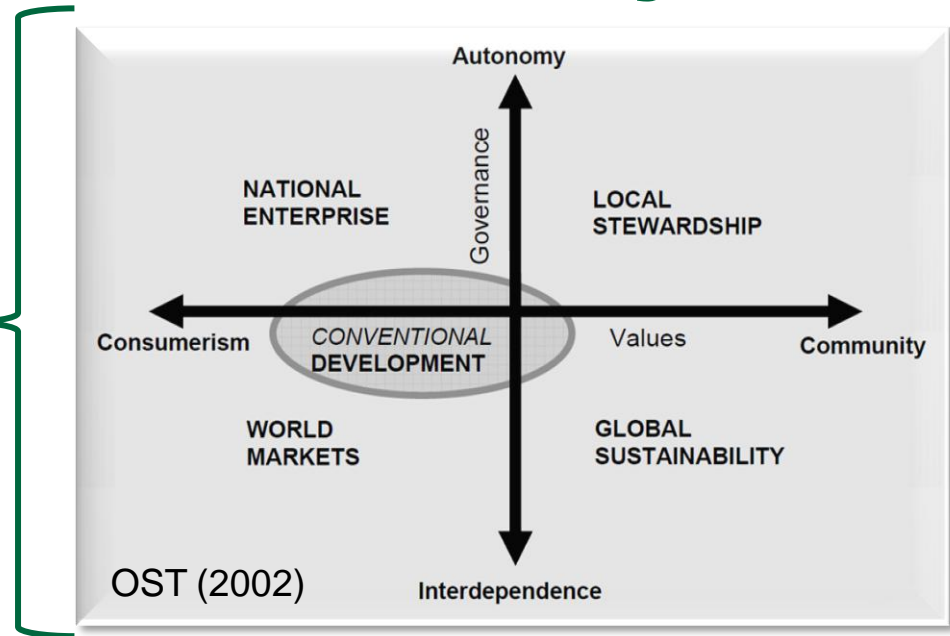 Autonomy
Governance
NATIONAL
ENTERPRISE
LOCAL
STEWARDSHIP
Consumerism
CONVENTIONAL
DEVELOPMENT
Values
Community
WORLD
MARKETS
GLOBAL
SUSTAINABILITY
OST (2002)
Interdependence